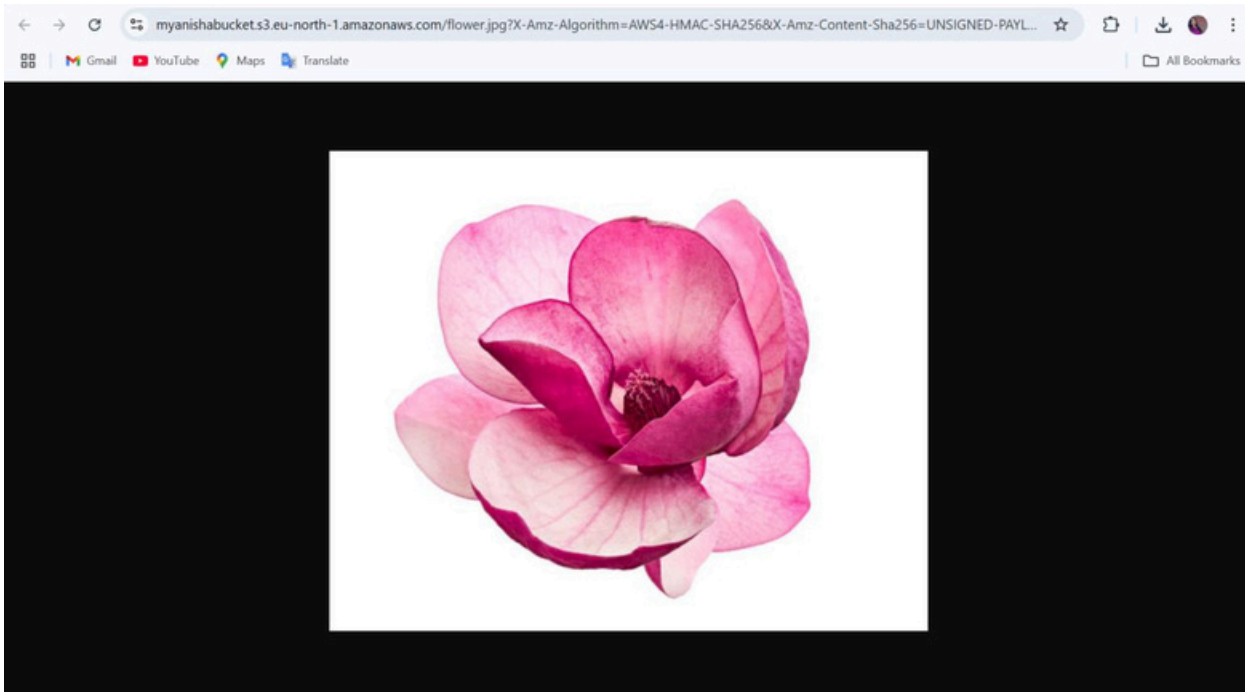 myanishabucket.s3.eu-north-1.amazonaws.com/flower.jpg?X-Amz-Algorithm=AWS4-HMAC-SHA256&X-Amz-Content-Sha256=UNSIGNED-PAYL...
Gmail YouTube Maps Translate All Bookmarks